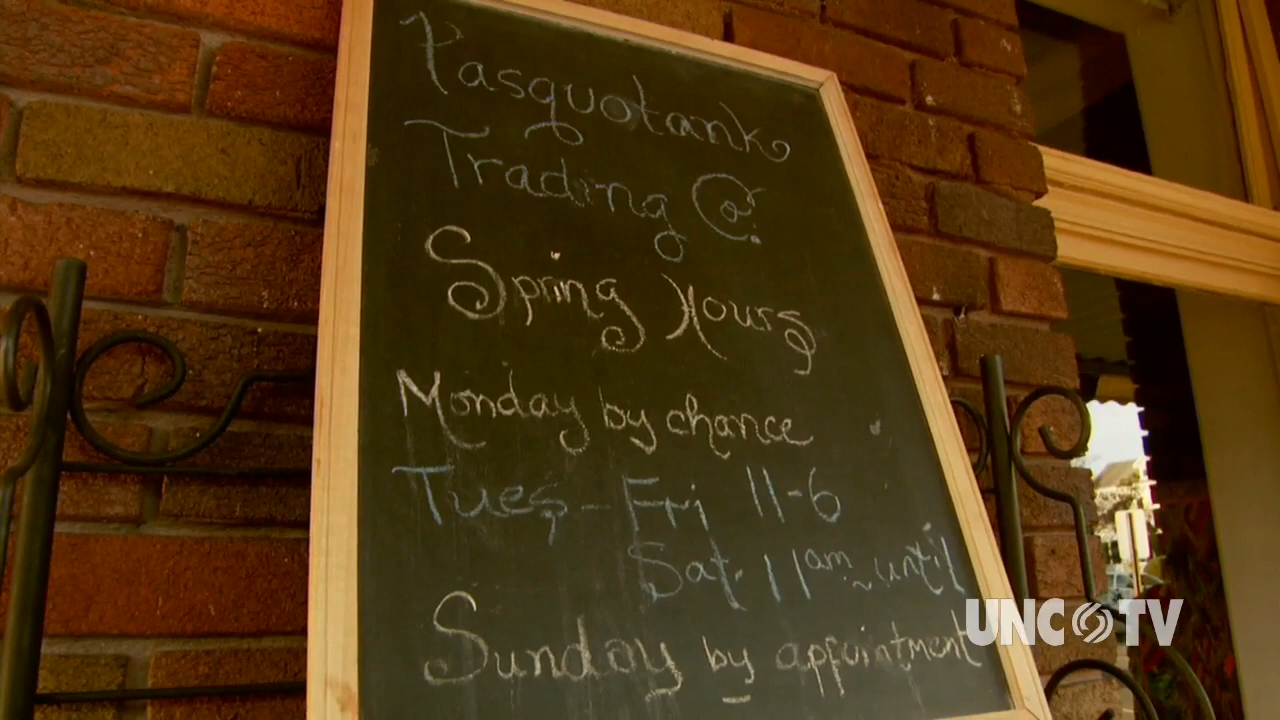 Pasquotank
Trading Co.
Spring Hours
Monday by chance
Tues - Fri 11-6
Sat. 11am ~ until
Sunday by appointment
UNC TV